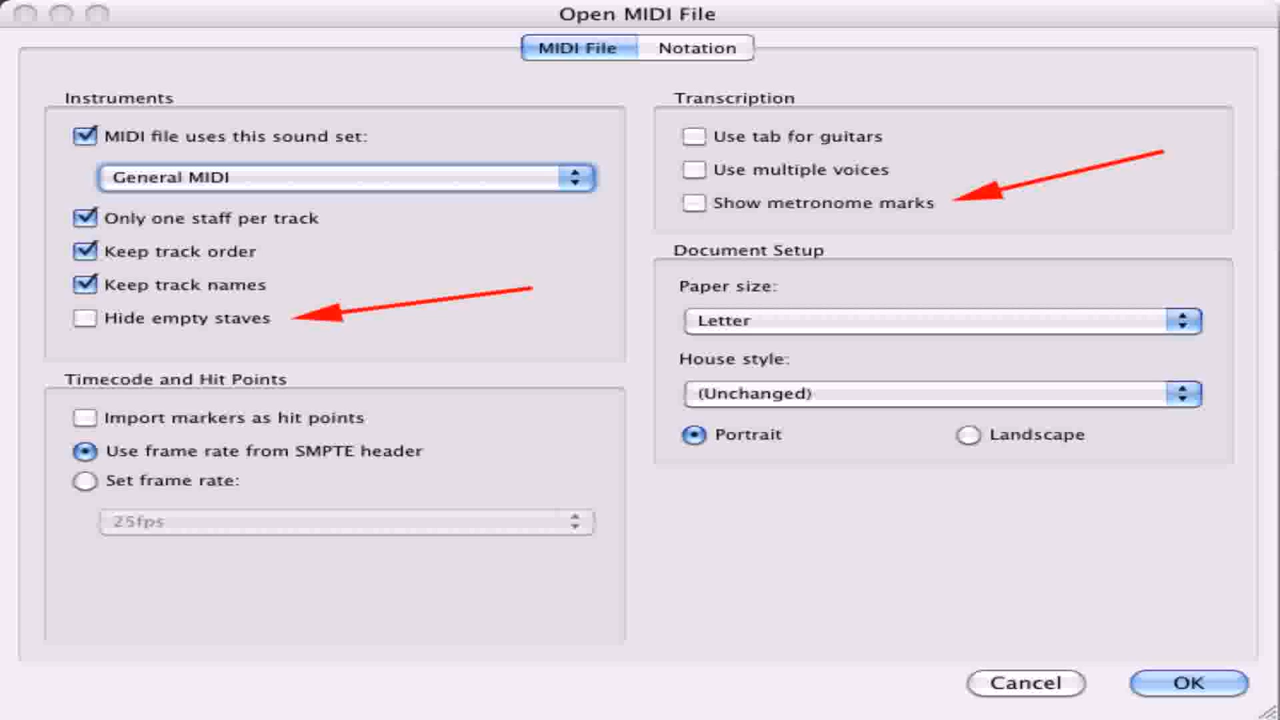 Open MIDI File
MIDI File
Notation
Instruments
MIDI file uses this sound set:
General MIDI
Only one staff per track
Keep track order
Keep track names
Hide empty staves
Timecode and Hit Points
Import markers as hit points
Use frame rate from SMPTE header
Set frame rate:
25fps
Transcription
Use tab for guitars
Use multiple voices
Show metronome marks
Document Setup
Paper size:
Letter
House style:
(Unchanged)
Portrait
Landscape
Cancel
OK